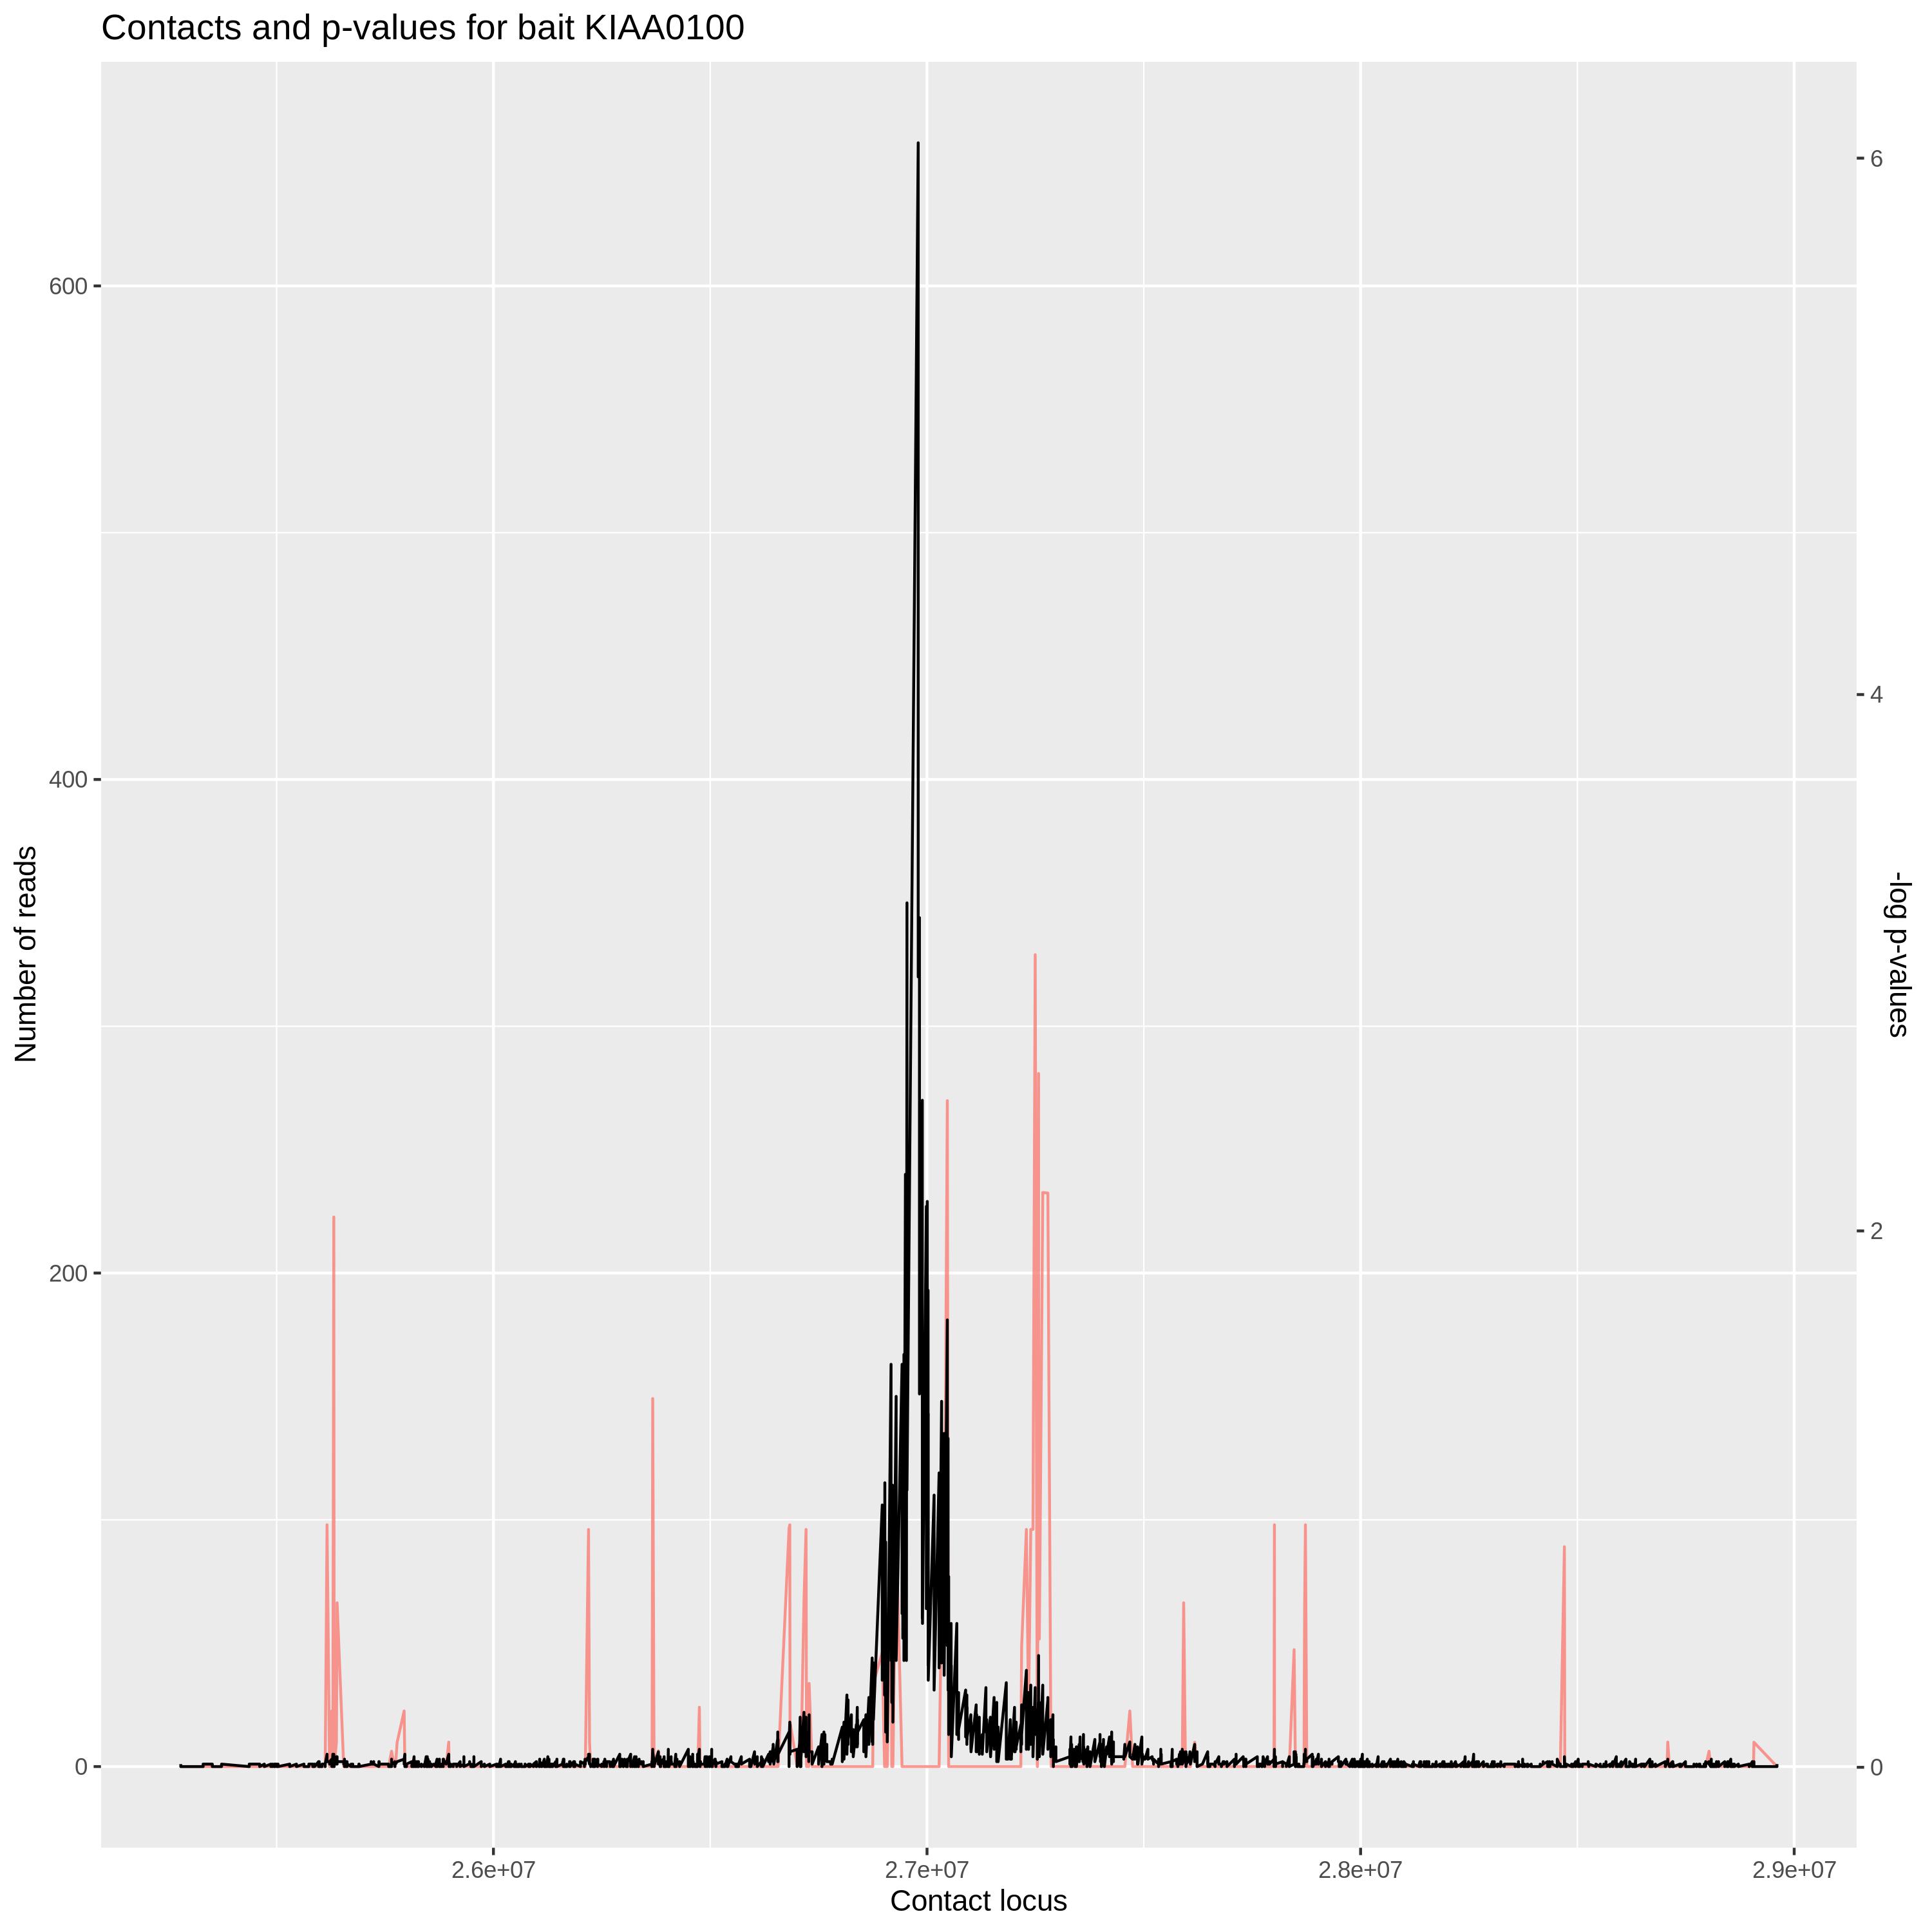 Contacts and p-values for bait KIAA0100
600
400
200
0
Number of reads
6
4
2
0
-log p-values
2.6e+07
2.7e+07
2.8e+07
2.9e+07
Contact locus